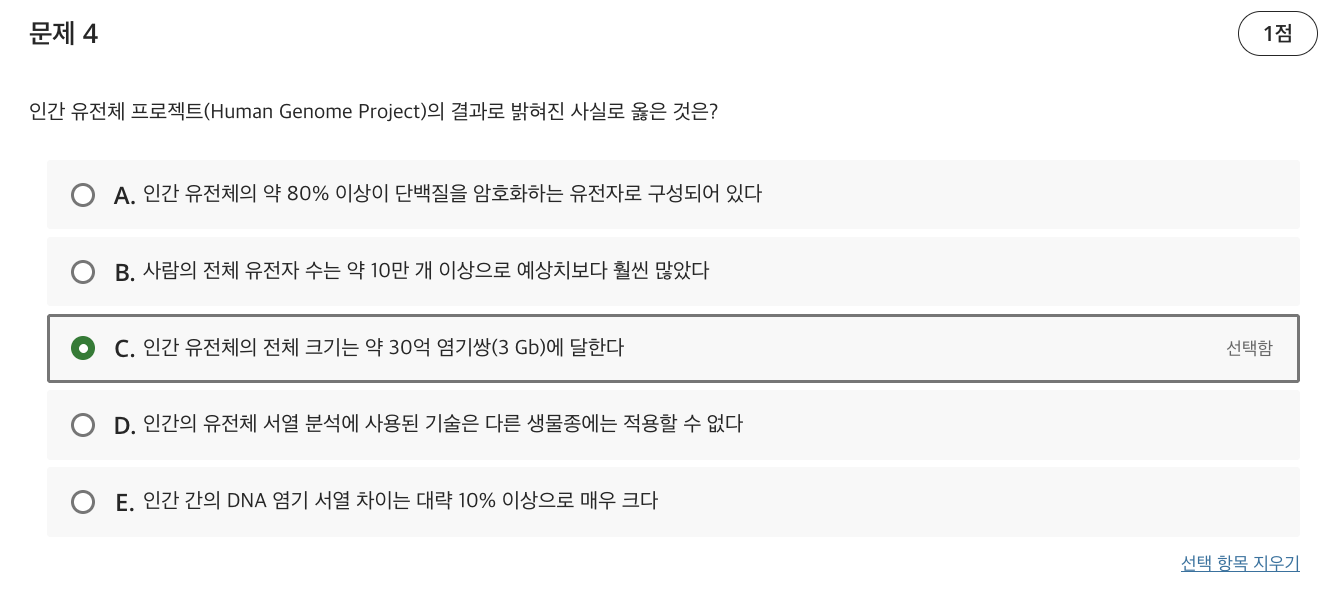 문제 4
1점
인간 유전체 프로젝트(Human Genome Project)의 결과로 밝혀진 사실로 옳은 것은?
A. 인간 유전체의 약 80% 이상이 단백질을 암호화하는 유전자로 구성되어 있다
B. 사람의 전체 유전자 수는 약 10만 개 이상으로 예상치보다 훨씬 많았다
C. 인간 유전체의 전체 크기는 약 30억 염기쌍(3 Gb)에 달한다 선택함
D. 인간의 유전체 서열 분석에 사용된 기술은 다른 생물종에는 적용할 수 없다
E. 인간 간의 DNA 염기 서열 차이는 대략 10% 이상으로 매우 크다
선택 항목 지우기